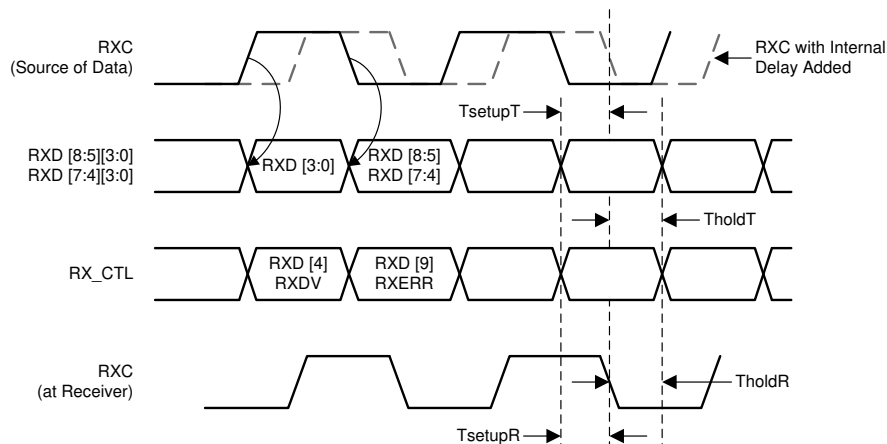 RXC
(Source of Data)
RXC with Internal
Delay Added
TsetupT
RXD [8:5][3:0]
RXD [7:4][3:0]
RXD [3:0]
RXD [8:5]
RXD [7:4]
TholdT
RX_CTL
RXD [4]
RXDV
RXD [9]
RXERR
RXC
(at Receiver)
TholdR
TsetupR